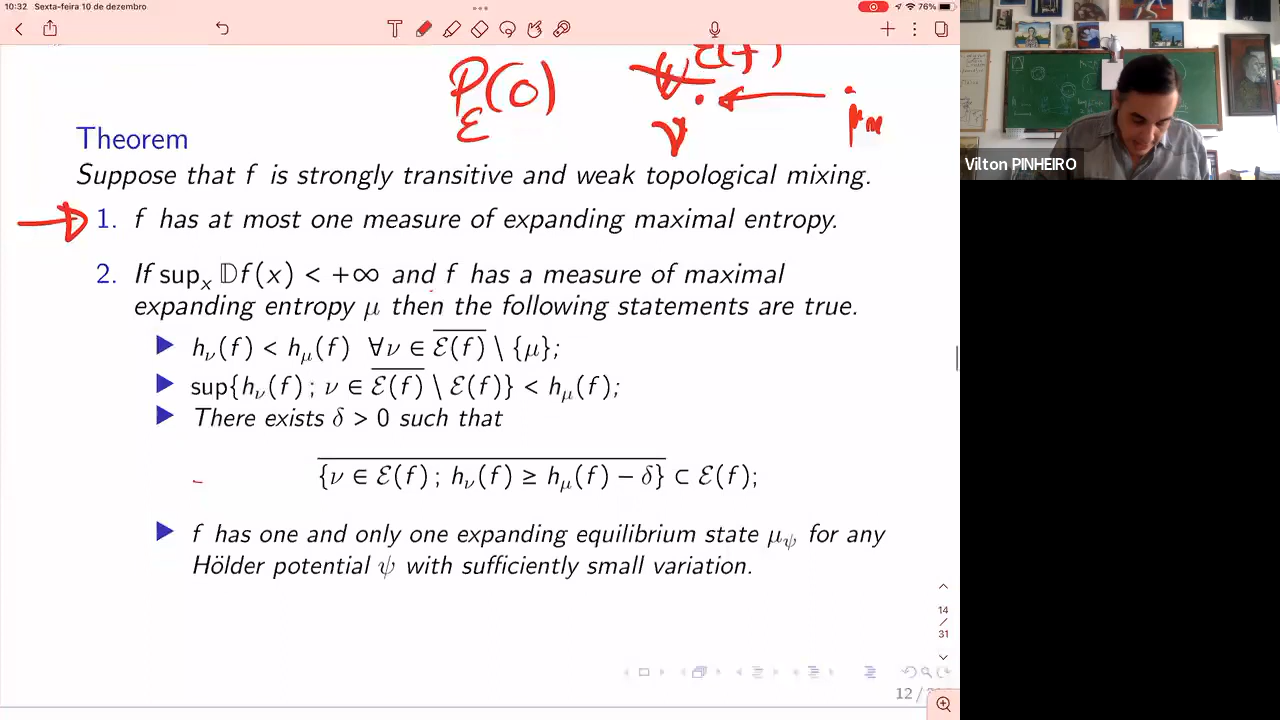 10:32 Sexta-feira 10 de dezembro
76%
P_ε(0)
ε(f)
ν
μₙ
Vilton PINHEIRO
Theorem
Suppose that f is strongly transitive and weak topological mixing.
1. f has at most one measure of expanding maximal entropy.
2. If supₓ 𝔻f(x) < +∞ and f has a measure of maximal
expanding entropy μ then the following statements are true.
▶ h_ν(f) < h_μ(f) ∀ν ∈ \overline{ℰ(f)} \ {μ};
▶ sup{h_ν(f) ; ν ∈ \overline{ℰ(f)} \ ℰ(f)} < h_μ(f);
▶ There exists δ > 0 such that
\overline{{ν ∈ ℰ(f) ; h_ν(f) ≥ h_μ(f) − δ}} ⊂ ℰ(f);
▶ f has one and only one expanding equilibrium state μ_ψ for any
Hölder potential ψ with sufficiently small variation.
14
/
31
12 /